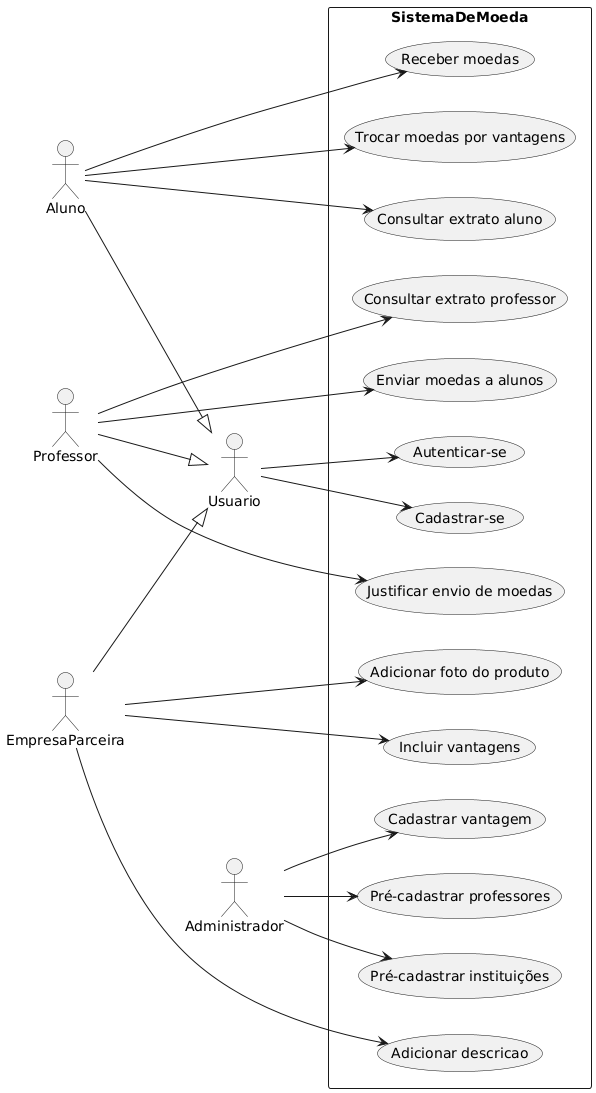 SistemaDeMoeda
Receber moedas
Trocar moedas por vantagens
Aluno
Consultar extrato aluno
Consultar extrato professor
Enviar moedas a alunos
Professor
Autenticar-se
Usuario
Cadastrar-se
Justificar envio de moedas
Adicionar foto do produto
EmpresaParceira
Incluir vantagens
Cadastrar vantagem
Pré-cadastrar professores
Administrador
Pré-cadastrar instituições
Adicionar descricao